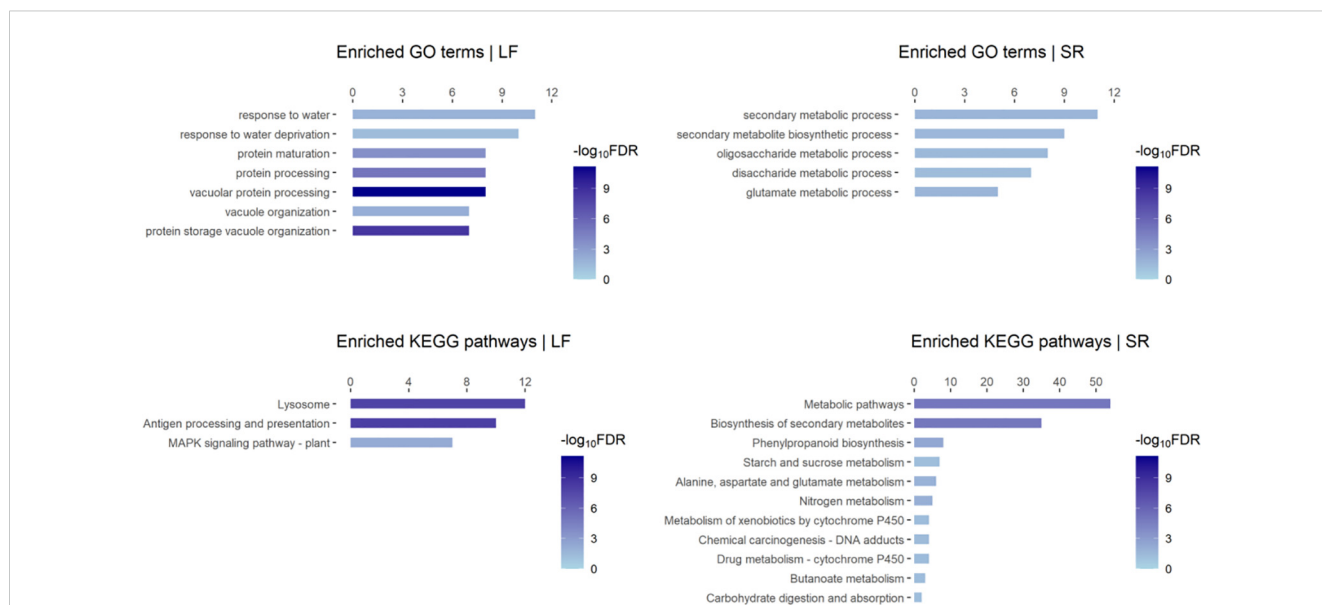 Enriched GO terms | LF
0 3 6 9 12
response to water
response to water deprivation
protein maturation
protein processing
vacuolar protein processing
vacuole organization
protein storage vacuole organization
-log₁₀FDR
9
6
3
0
Enriched GO terms | SR
0 3 6 9 12
secondary metabolic process
secondary metabolite biosynthetic process
oligosaccharide metabolic process
disaccharide metabolic process
glutamate metabolic process
-log₁₀FDR
9
6
3
0
Enriched KEGG pathways | LF
0 4 8 12
Lysosome
Antigen processing and presentation
MAPK signaling pathway - plant
-log₁₀FDR
9
6
3
0
Enriched KEGG pathways | SR
0 10 20 30 40 50
Metabolic pathways
Biosynthesis of secondary metabolites
Phenylpropanoid biosynthesis
Starch and sucrose metabolism
Alanine, aspartate and glutamate metabolism
Nitrogen metabolism
Metabolism of xenobiotics by cytochrome P450
Chemical carcinogenesis - DNA adducts
Drug metabolism - cytochrome P450
Butanoate metabolism
Carbohydrate digestion and absorption
-log₁₀FDR
9
6
3
0